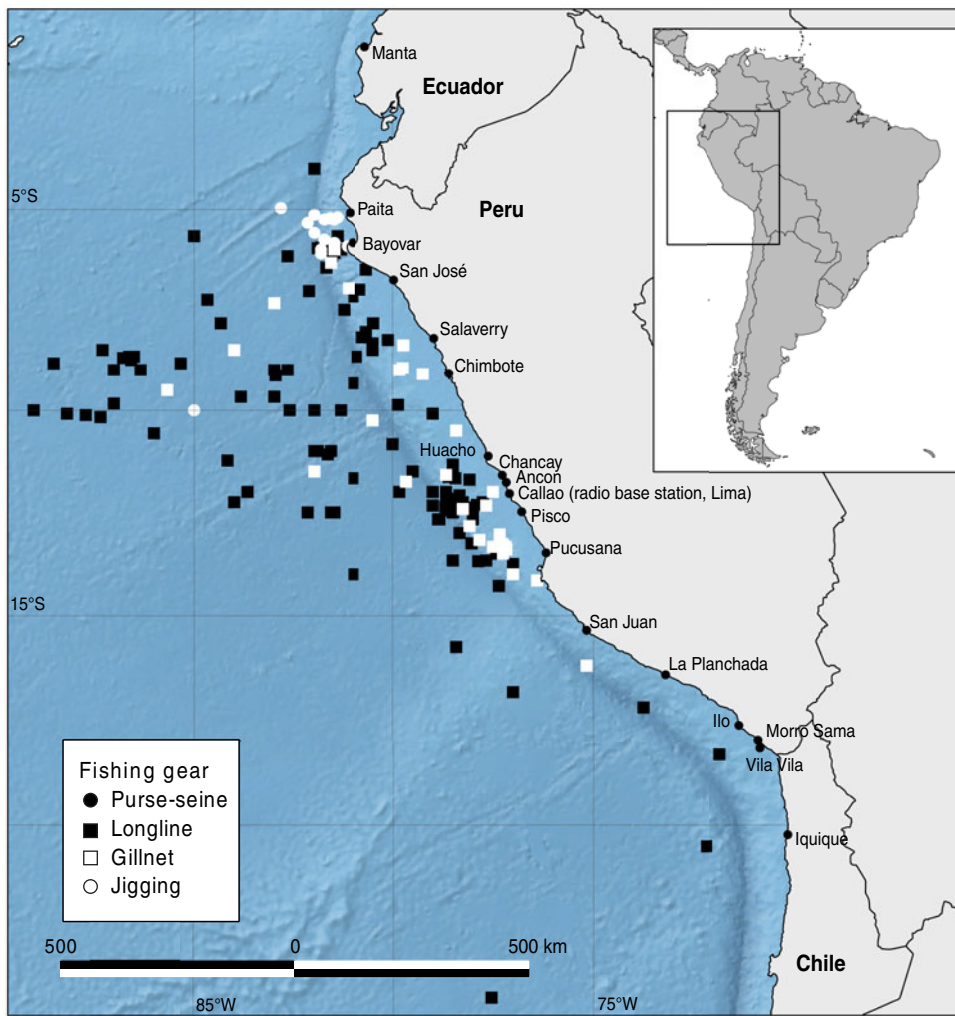 Manta
Ecuador
5°S
Paita
Peru
Bayovar
San José
Salaverry
Chimbote
Huacho
Chancay
Ancon
Callao (radio base station, Lima)
Pisco
Pucusana
15°S
San Juan
La Planchada
Ilo
Morro Sama
Vila Vila
Fishing gear
Purse-seine
Longline
Gillnet
Jigging
Iquique
500 0 500 km
Chile
85°W 75°W